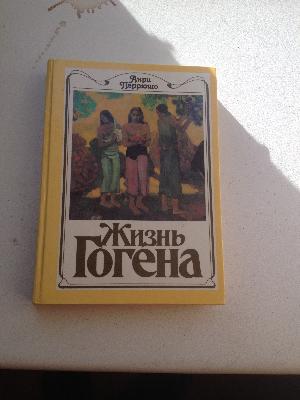 Анри
Перрюшо
Жизнь
Гогена